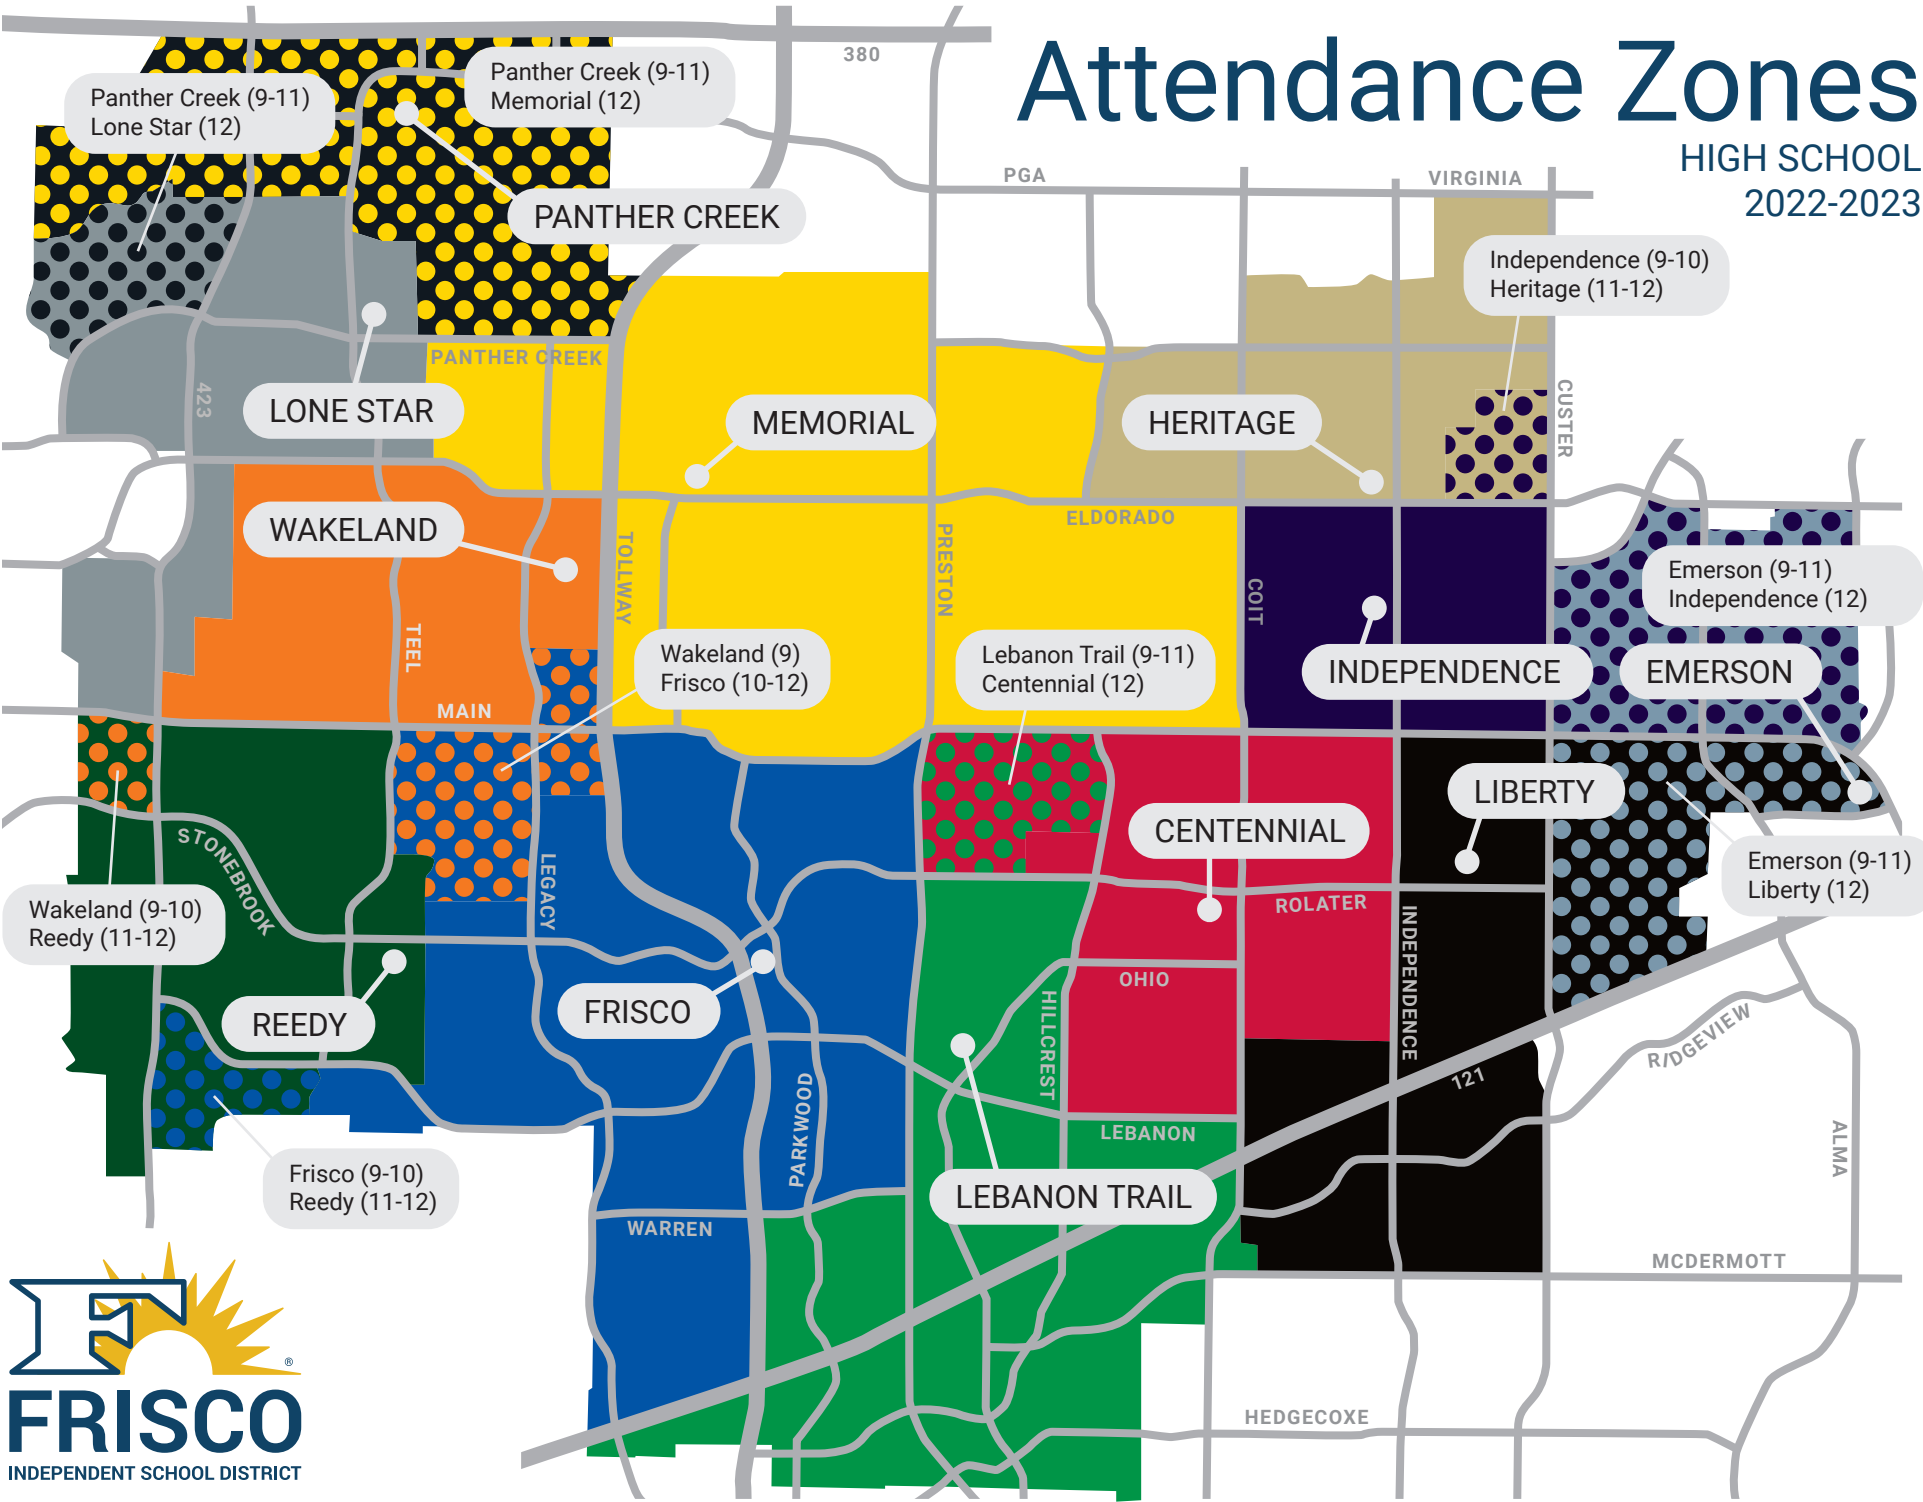 Attendance Zones
HIGH SCHOOL
2022-2023
380
Panther Creek (9-11)
Memorial (12)
Panther Creek (9-11)
Lone Star (12)
PGA
VIRGINIA
PANTHER CREEK
Independence (9-10)
Heritage (11-12)
PANTHER CREEK
423
LONE STAR
MEMORIAL
HERITAGE
CUSTER
WAKELAND
ELDORADO
TOLLWAY
PRESTON
COIT
Emerson (9-11)
Independence (12)
TEEL
Wakeland (9)
Frisco (10-12)
Lebanon Trail (9-11)
Centennial (12)
INDEPENDENCE
EMERSON
MAIN
LIBERTY
STONEBROOK
CENTENNIAL
LEGACY
Emerson (9-11)
Liberty (12)
Wakeland (9-10)
Reedy (11-12)
ROLATER
INDEPENDENCE
OHIO
HILLCREST
REEDY
FRISCO
RIDGEVIEW
121
PARKWOOD
LEBANON
ALMA
Frisco (9-10)
Reedy (11-12)
LEBANON TRAIL
WARREN
MCDERMOTT
F
®
FRISCO
INDEPENDENT SCHOOL DISTRICT
HEDGECOXE